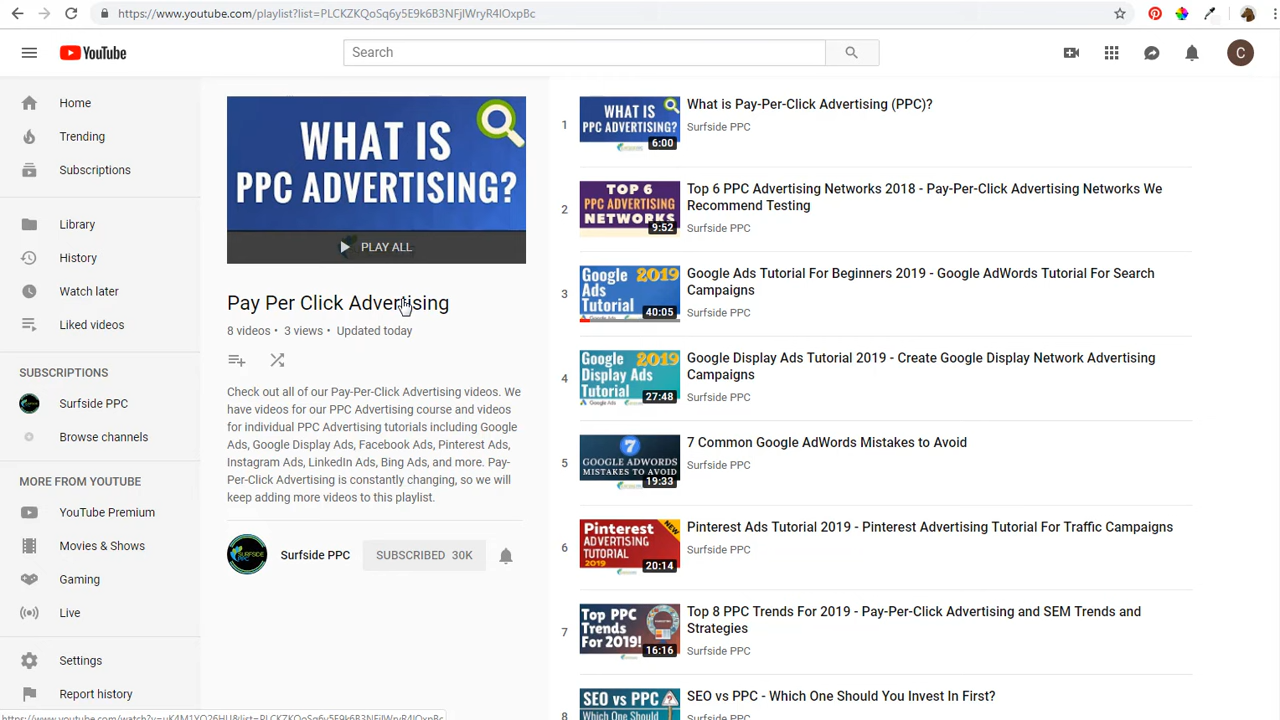 https://www.youtube.com/playlist?list=PLCKZKQoSq6y5E9k6B3NFjlWryR4lOxpBc
YouTube
Search
C
Home
Trending
Subscriptions
Library
History
Watch later
Liked videos
SUBSCRIPTIONS
Surfside PPC
Browse channels
MORE FROM YOUTUBE
YouTube Premium
Movies & Shows
Gaming
Live
Settings
Report history
WHAT IS
PPC ADVERTISING?
PLAY ALL
Pay Per Click Advertising
8 videos • 3 views • Updated today
Check out all of our Pay-Per-Click Advertising videos. We
have videos for our PPC Advertising course and videos
for individual PPC Advertising tutorials including Google
Ads, Google Display Ads, Facebook Ads, Pinterest Ads,
Instagram Ads, LinkedIn Ads, Bing Ads, and more. Pay-
Per-Click Advertising is constantly changing, so we will
keep adding more videos to this playlist.
Surfside PPC
SUBSCRIBED 30K
1
WHAT IS
PPC ADVERTISING?
6:00
What is Pay-Per-Click Advertising (PPC)?
Surfside PPC
2
TOP 6
PPC ADVERTISING
NETWORKS
9:52
Top 6 PPC Advertising Networks 2018 - Pay-Per-Click Advertising Networks We
Recommend Testing
Surfside PPC
3
Google 2019
Ads
Tutorial
40:05
Google Ads Tutorial For Beginners 2019 - Google AdWords Tutorial For Search
Campaigns
Surfside PPC
4
Google 2019
Display Ads
Tutorial
Google Ads
27:48
Google Display Ads Tutorial 2019 - Create Google Display Network Advertising
Campaigns
Surfside PPC
5
7
GOOGLE ADWORDS
MISTAKES TO AVOID
19:33
7 Common Google AdWords Mistakes to Avoid
Surfside PPC
6
Pinterest NEW
ADVERTISING
TUTORIAL
2019
20:14
Pinterest Ads Tutorial 2019 - Pinterest Advertising Tutorial For Traffic Campaigns
Surfside PPC
7
Top PPC
Trends
For 2019!
16:16
Top 8 PPC Trends For 2019 - Pay-Per-Click Advertising and SEM Trends and
Strategies
Surfside PPC
8
SEO vs PPC
Which One Should
SEO vs PPC - Which One Should You Invest In First?
Surfside PPC